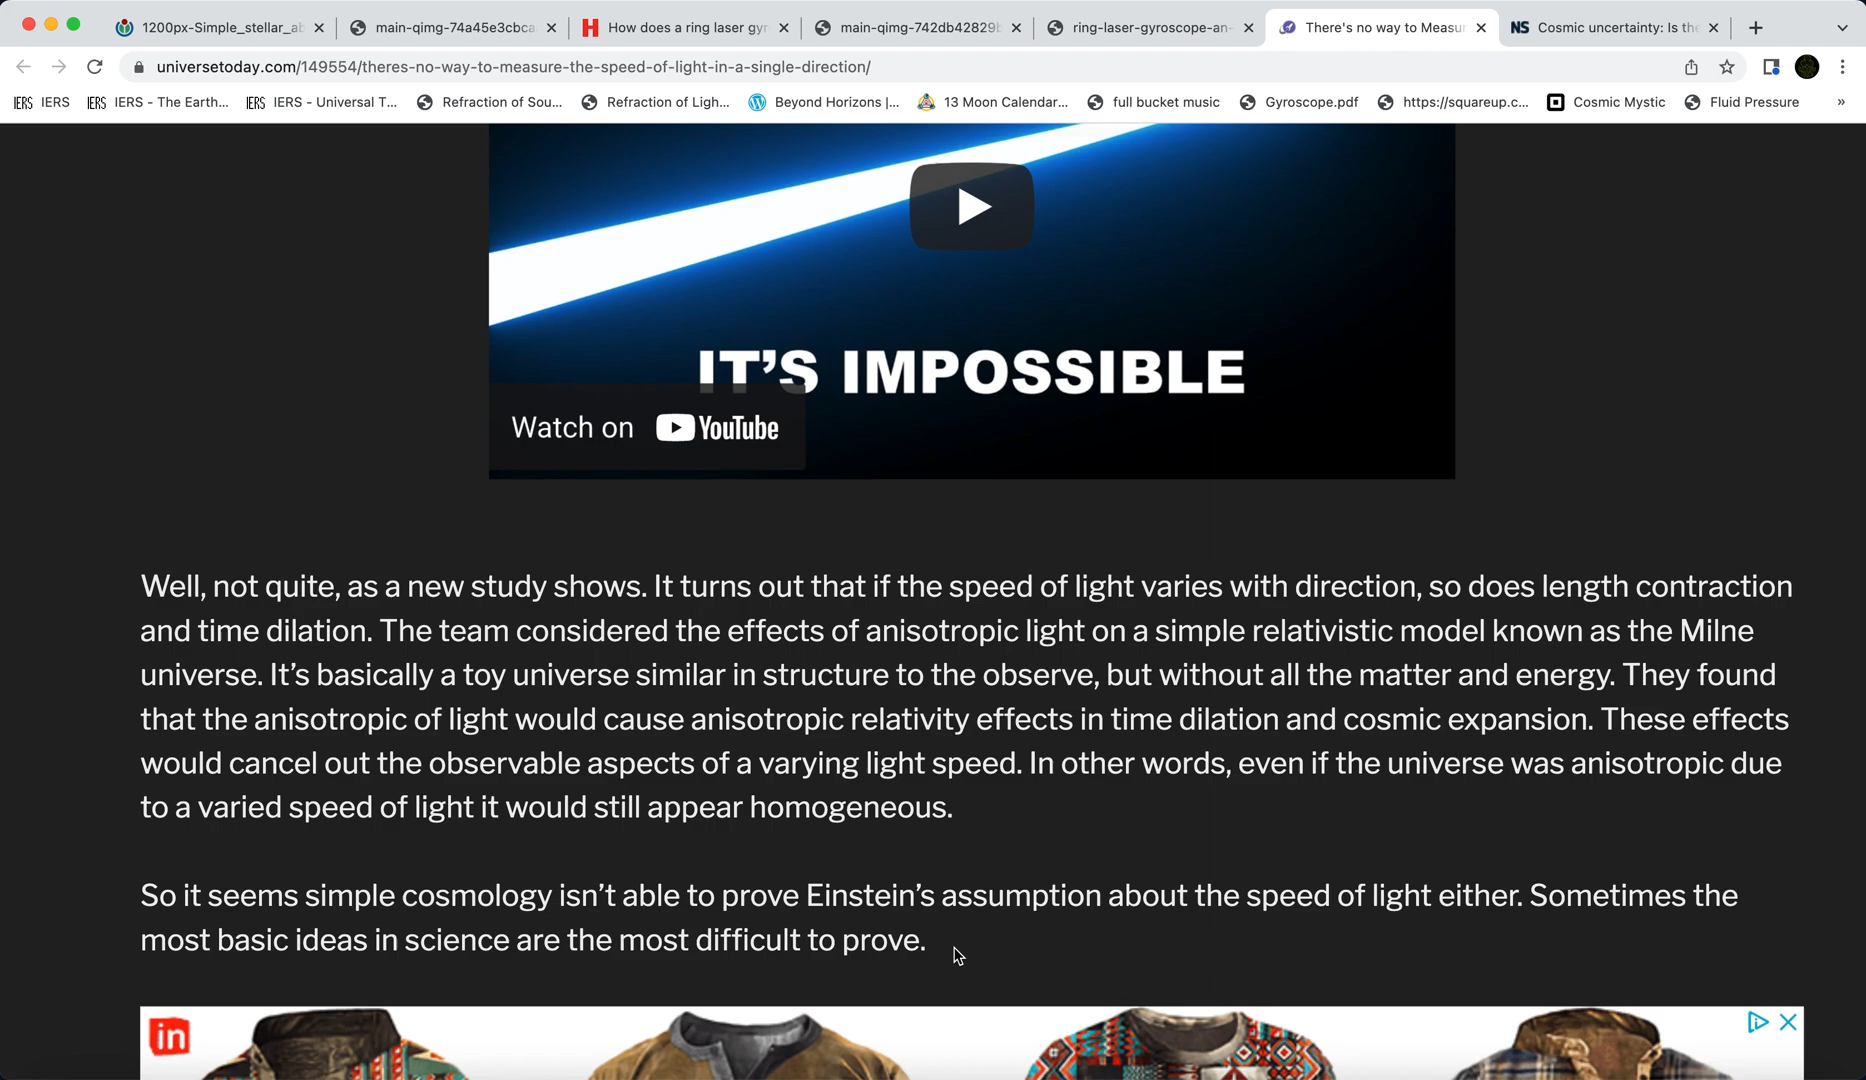 1200px-Simple_stellar_ab
main-qimg-74a45e3cbca
How does a ring laser gyr
main-qimg-742db42829b
ring-laser-gyroscope-an-
There's no way to Measu
NS Cosmic uncertainty: Is the
universetoday.com/149554/theres-no-way-to-measure-the-speed-of-light-in-a-single-direction/
IERS IERS
IERS IERS - The Earth...
IERS IERS - Universal T...
Refraction of Sou...
Refraction of Ligh...
Beyond Horizons |...
13 Moon Calendar...
full bucket music
Gyroscope.pdf
https://squareup.c...
Cosmic Mystic
Fluid Pressure
»
IT'S IMPOSSIBLE
Watch on YouTube
Well, not quite, as a new study shows. It turns out that if the speed of light varies with direction, so does length contraction
and time dilation. The team considered the effects of anisotropic light on a simple relativistic model known as the Milne
universe. It's basically a toy universe similar in structure to the observe, but without all the matter and energy. They found
that the anisotropic of light would cause anisotropic relativity effects in time dilation and cosmic expansion. These effects
would cancel out the observable aspects of a varying light speed. In other words, even if the universe was anisotropic due
to a varied speed of light it would still appear homogeneous.
So it seems simple cosmology isn't able to prove Einstein's assumption about the speed of light either. Sometimes the
most basic ideas in science are the most difficult to prove.
in